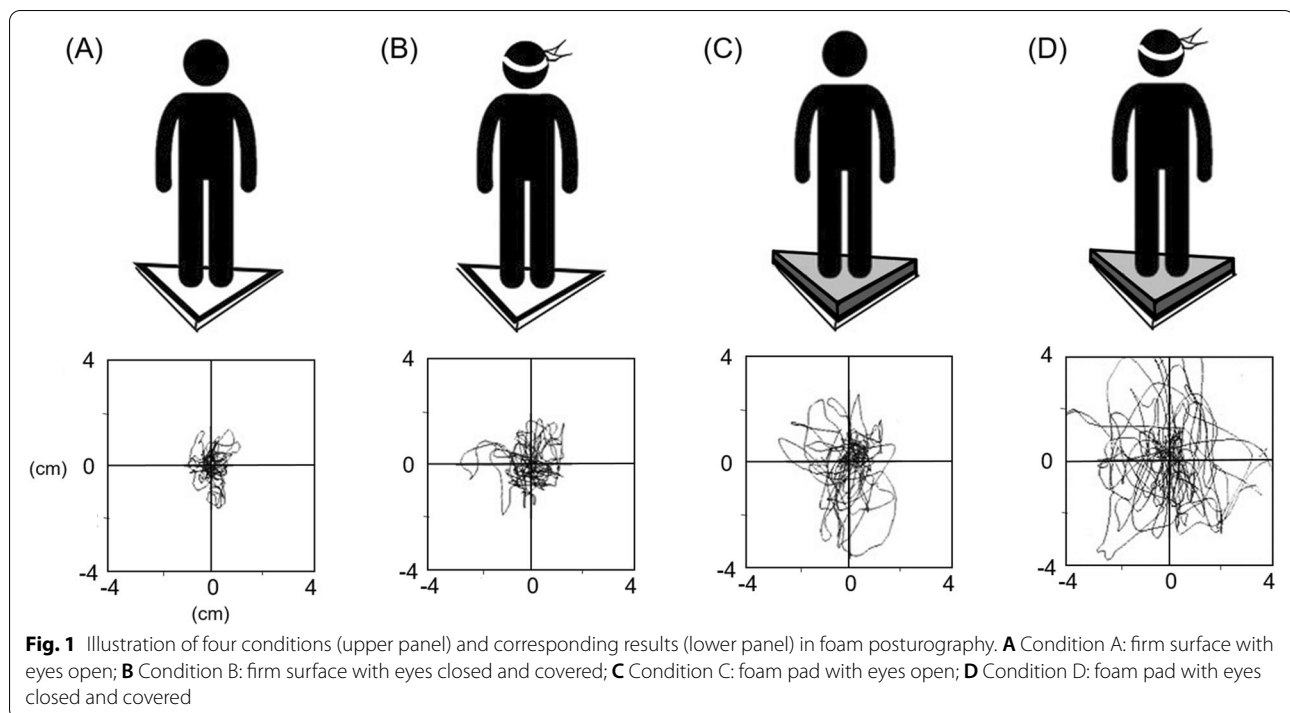 (A) (B) (C) (D)
4 4 4 4
(cm) 0 0 0 0
-4 -4 -4 -4
-4 0 4 -4 0 4 -4 0 4 -4 0 4
(cm)
Fig. 1 Illustration of four conditions (upper panel) and corresponding results (lower panel) in foam posturography. A Condition A: firm surface with
eyes open; B Condition B: firm surface with eyes closed and covered; C Condition C: foam pad with eyes open; D Condition D: foam pad with eyes
closed and covered